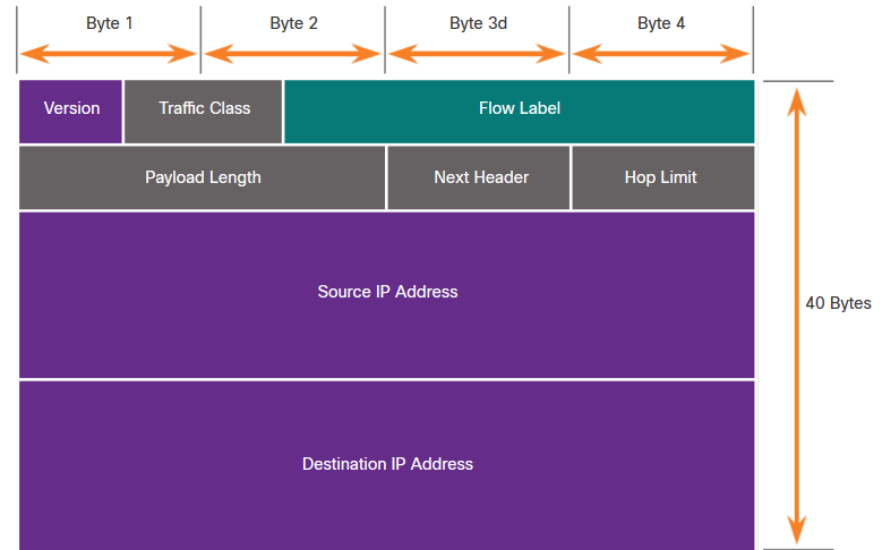 Byte 1 Byte 2 Byte 3d Byte 4
Version Traffic Class Flow Label
Payload Length Next Header Hop Limit
Source IP Address
40 Bytes
Destination IP Address